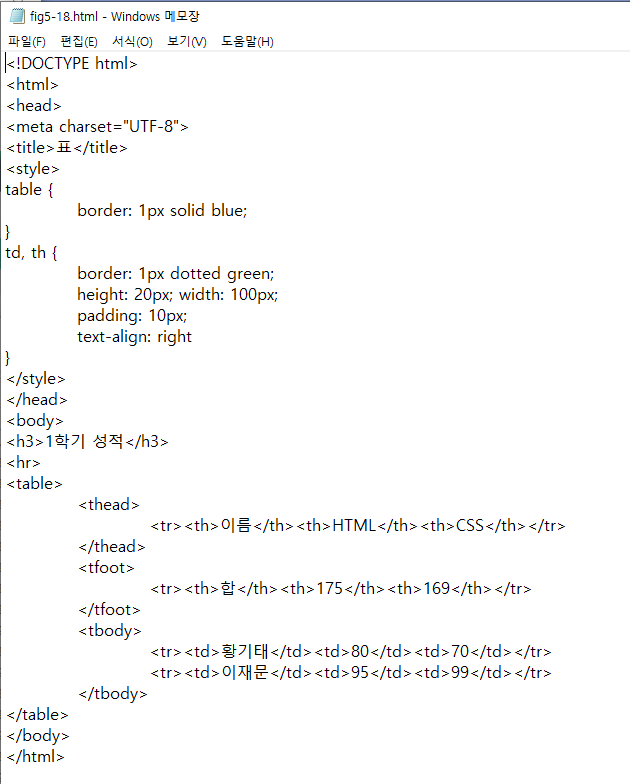 fig5-18.html - Windows 메모장
파일(F) 편집(E) 서식(O) 보기(V) 도움말(H)
<!DOCTYPE html>
<html>
<head>
<meta charset="UTF-8">
<title>표</title>
<style>
table {
border: 1px solid blue;
}
td, th {
border: 1px dotted green;
height: 20px; width: 100px;
padding: 10px;
text-align: right
}
</style>
</head>
<body>
<h3>1학기 성적</h3>
<hr>
<table>
<thead>
<tr><th>이름</th><th>HTML</th><th>CSS</th></tr>
</thead>
<tfoot>
<tr><th>합</th><th>175</th><th>169</th></tr>
</tfoot>
<tbody>
<tr><td>황기태</td><td>80</td><td>70</td></tr>
<tr><td>이재문</td><td>95</td><td>99</td></tr>
</tbody>
</table>
</body>
</html>